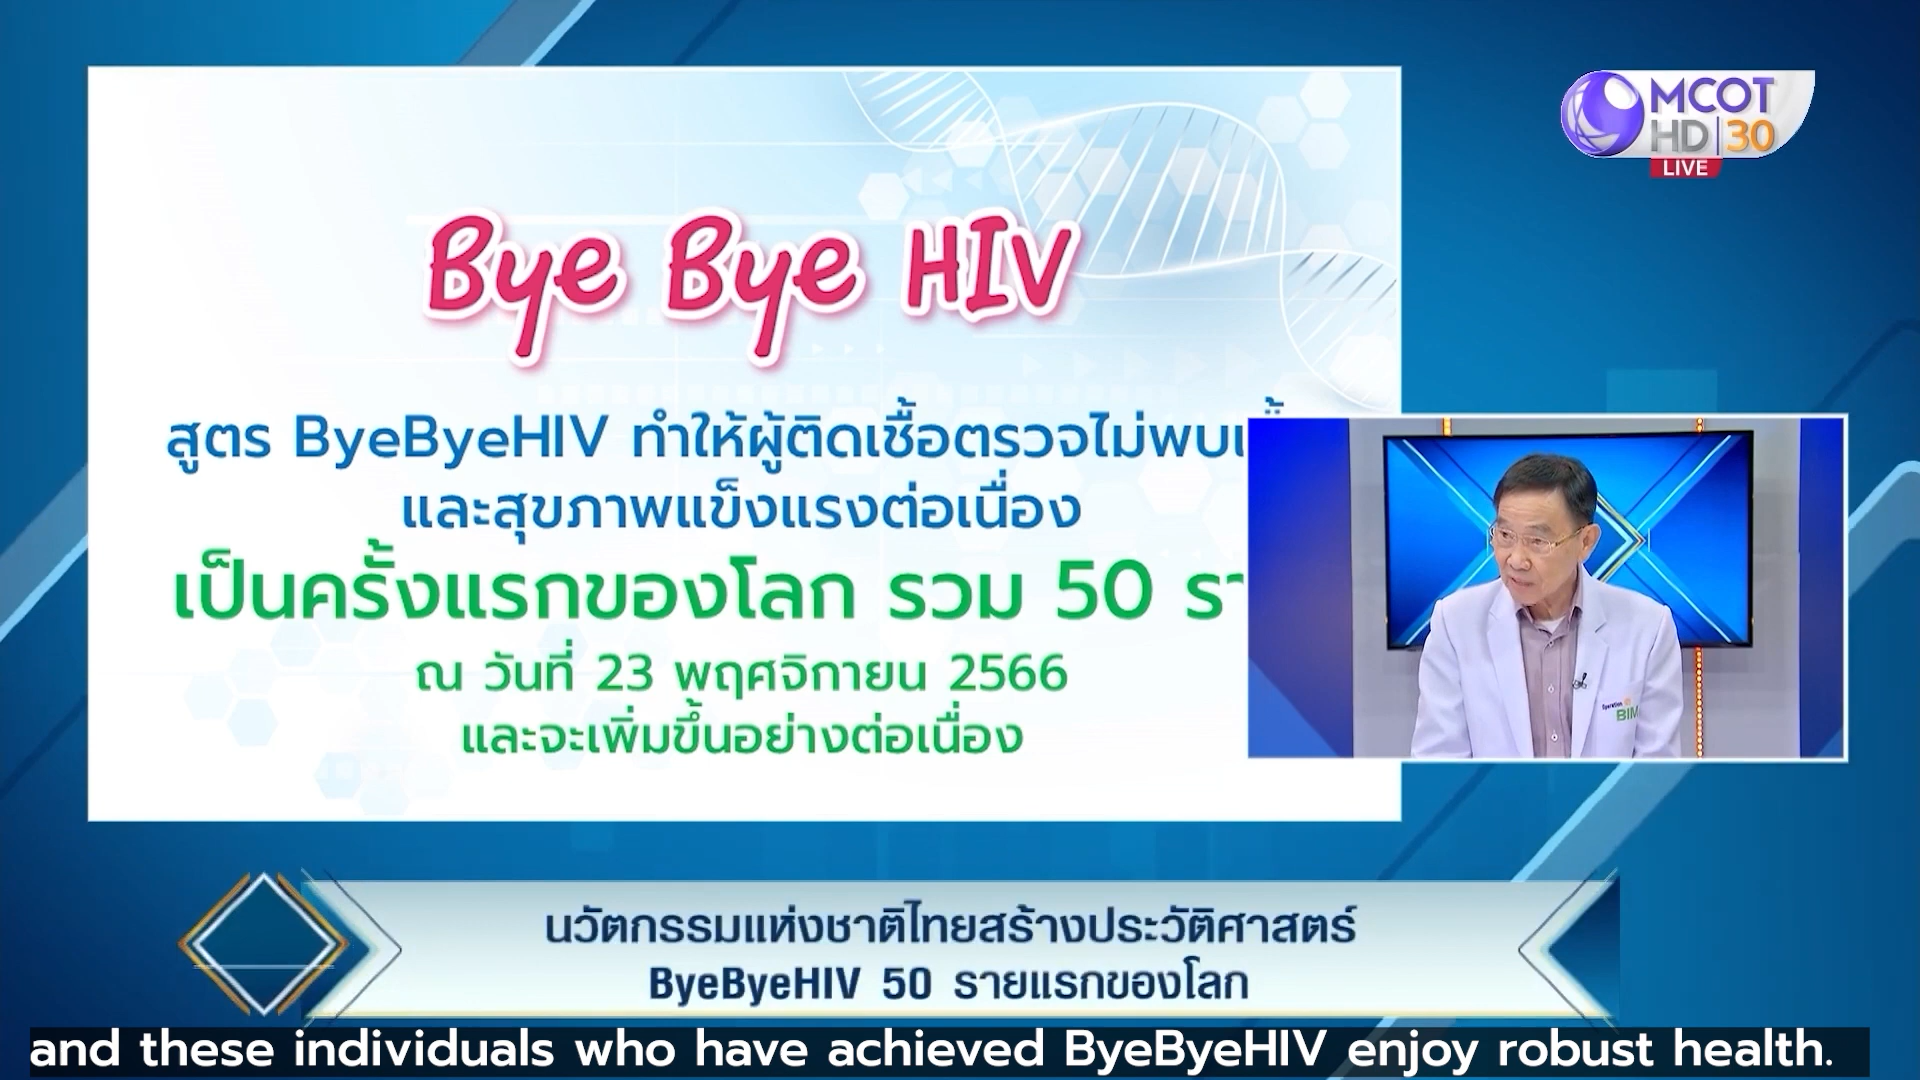 MCOT
HD 30
LIVE
Bye Bye HIV
สูตร ByeByeHIV ทำให้ผู้ติดเชื้อตรวจไม่พบ
และสุขภาพแข็งแรงต่อเนื่อง
เป็นครั้งแรกของโลก รวม 50
ณ วันที่ 23 พฤศจิกายน 2566
และจะเพิ่มขึ้นอย่างต่อเนื่อง
Operation
BIM
นวัตกรรมแห่งชาติไทยสร้างประวัติศาสตร์
ByeByeHIV 50 รายแรกของโลก
and these individuals who have achieved ByeByeHIV enjoy robust health.